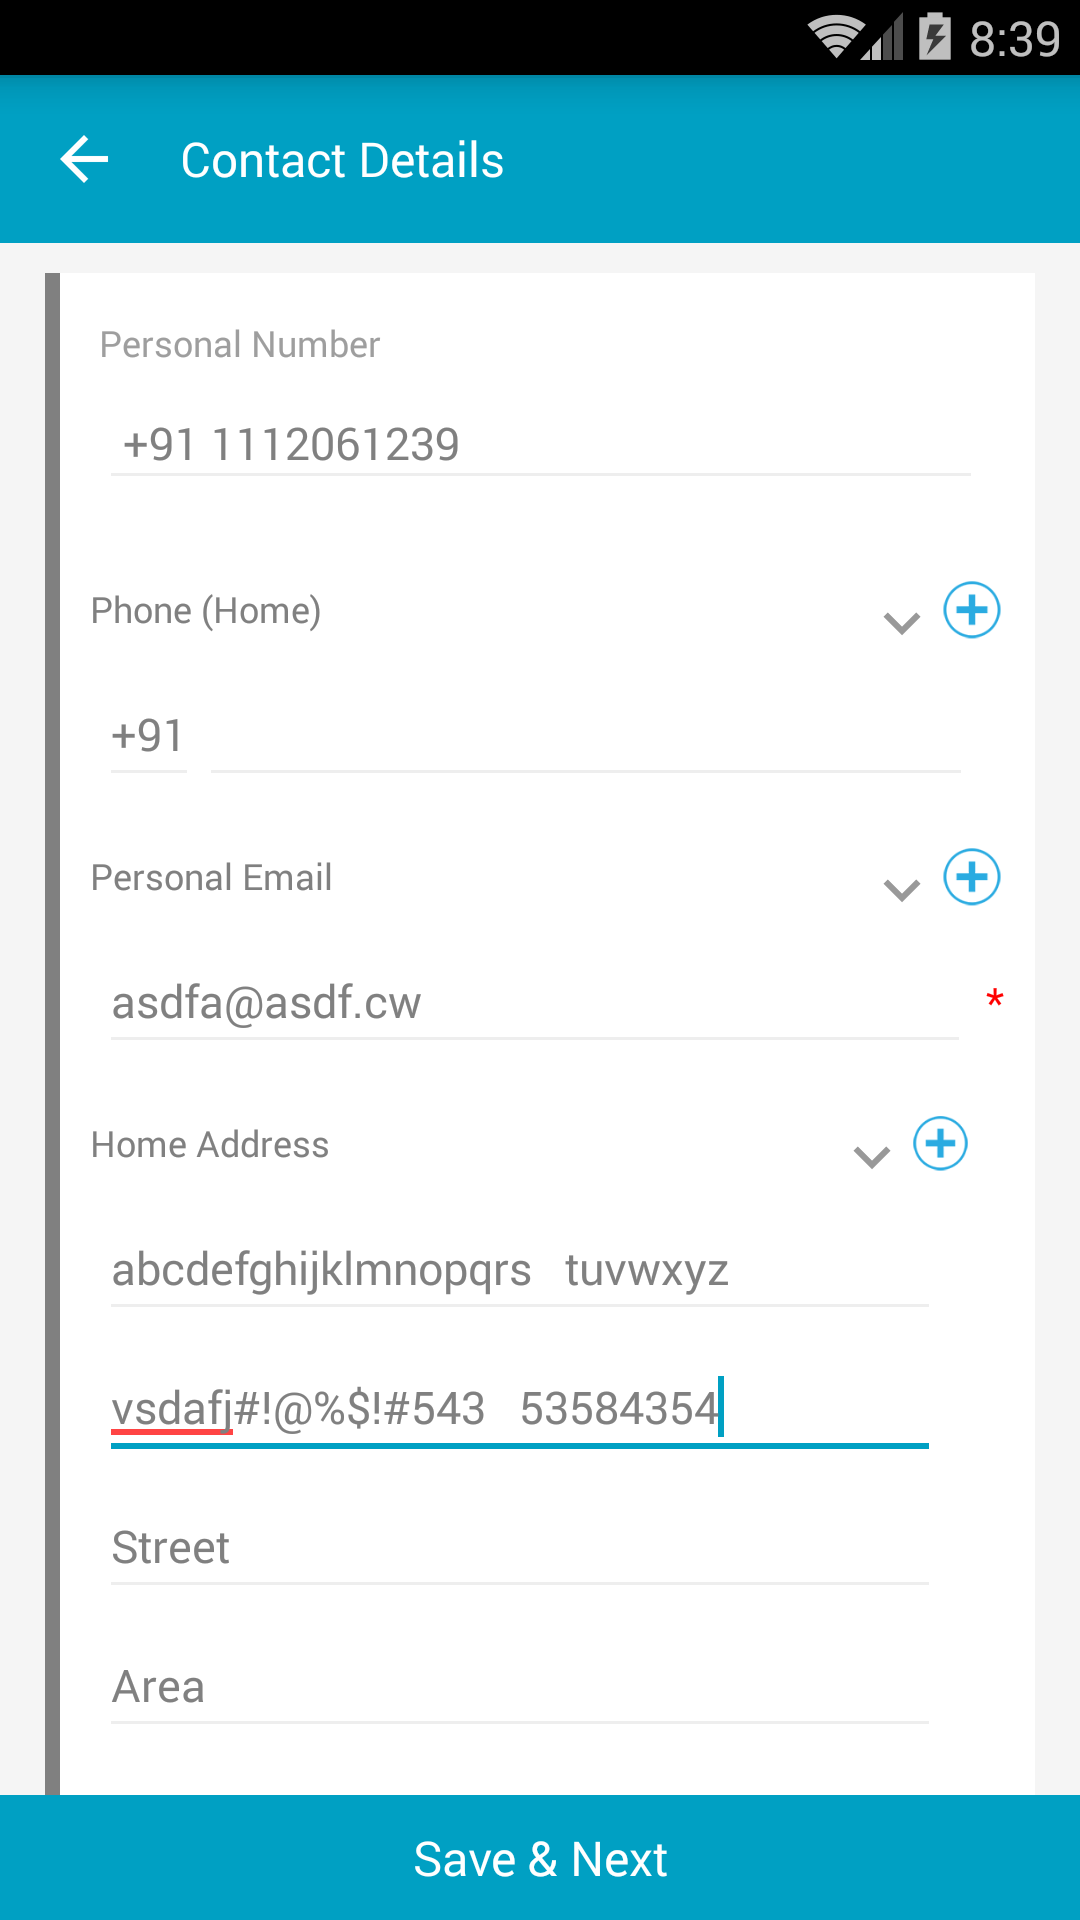 8:39
Contact Details
Personal Number
+91 1112061239
Phone (Home)
+91
Personal Email
asdfa@asdf.cw *
Home Address
abcdefghijklmnopqrs   tuvwxyz
vsdafj#!@%$!#543   53584354
Street
Area
Save & Next